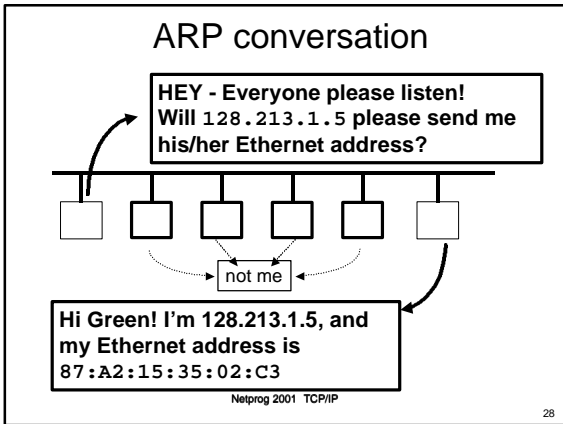 ARP conversation
HEY - Everyone please listen!
Will 128.213.1.5 please send me
his/her Ethernet address?
not me
Hi Green! I'm 128.213.1.5, and
my Ethernet address is
87:A2:15:35:02:C3
Netprog 2001 TCP/IP
28